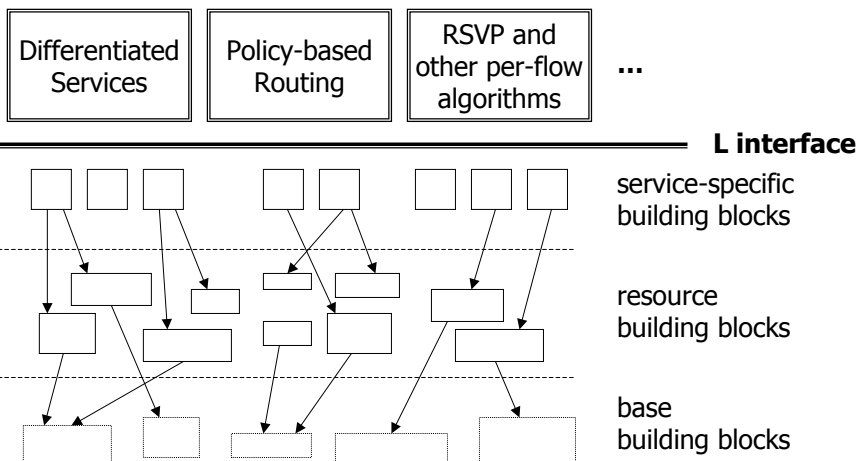 Differentiated
Services
Policy-based
Routing
RSVP and
other per-flow
algorithms
...
L interface
service-specific
building blocks
resource
building blocks
base
building blocks